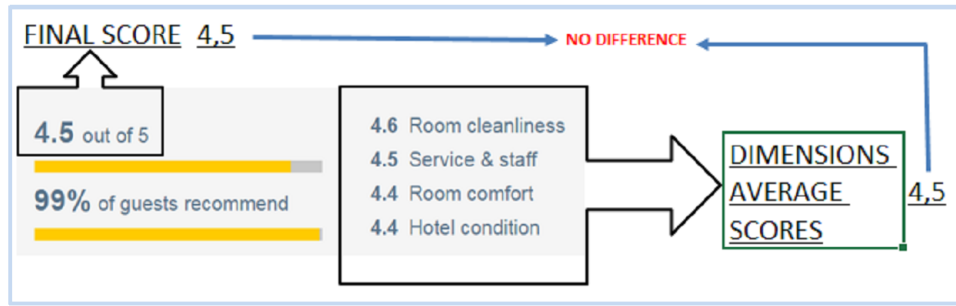 FINAL SCORE 4,5
NO DIFFERENCE
4.5 out of 5
99% of guests recommend
4.6 Room cleanliness
4.5 Service & staff
4.4 Room comfort
4.4 Hotel condition
DIMENSIONS
AVERAGE
SCORES
4,5